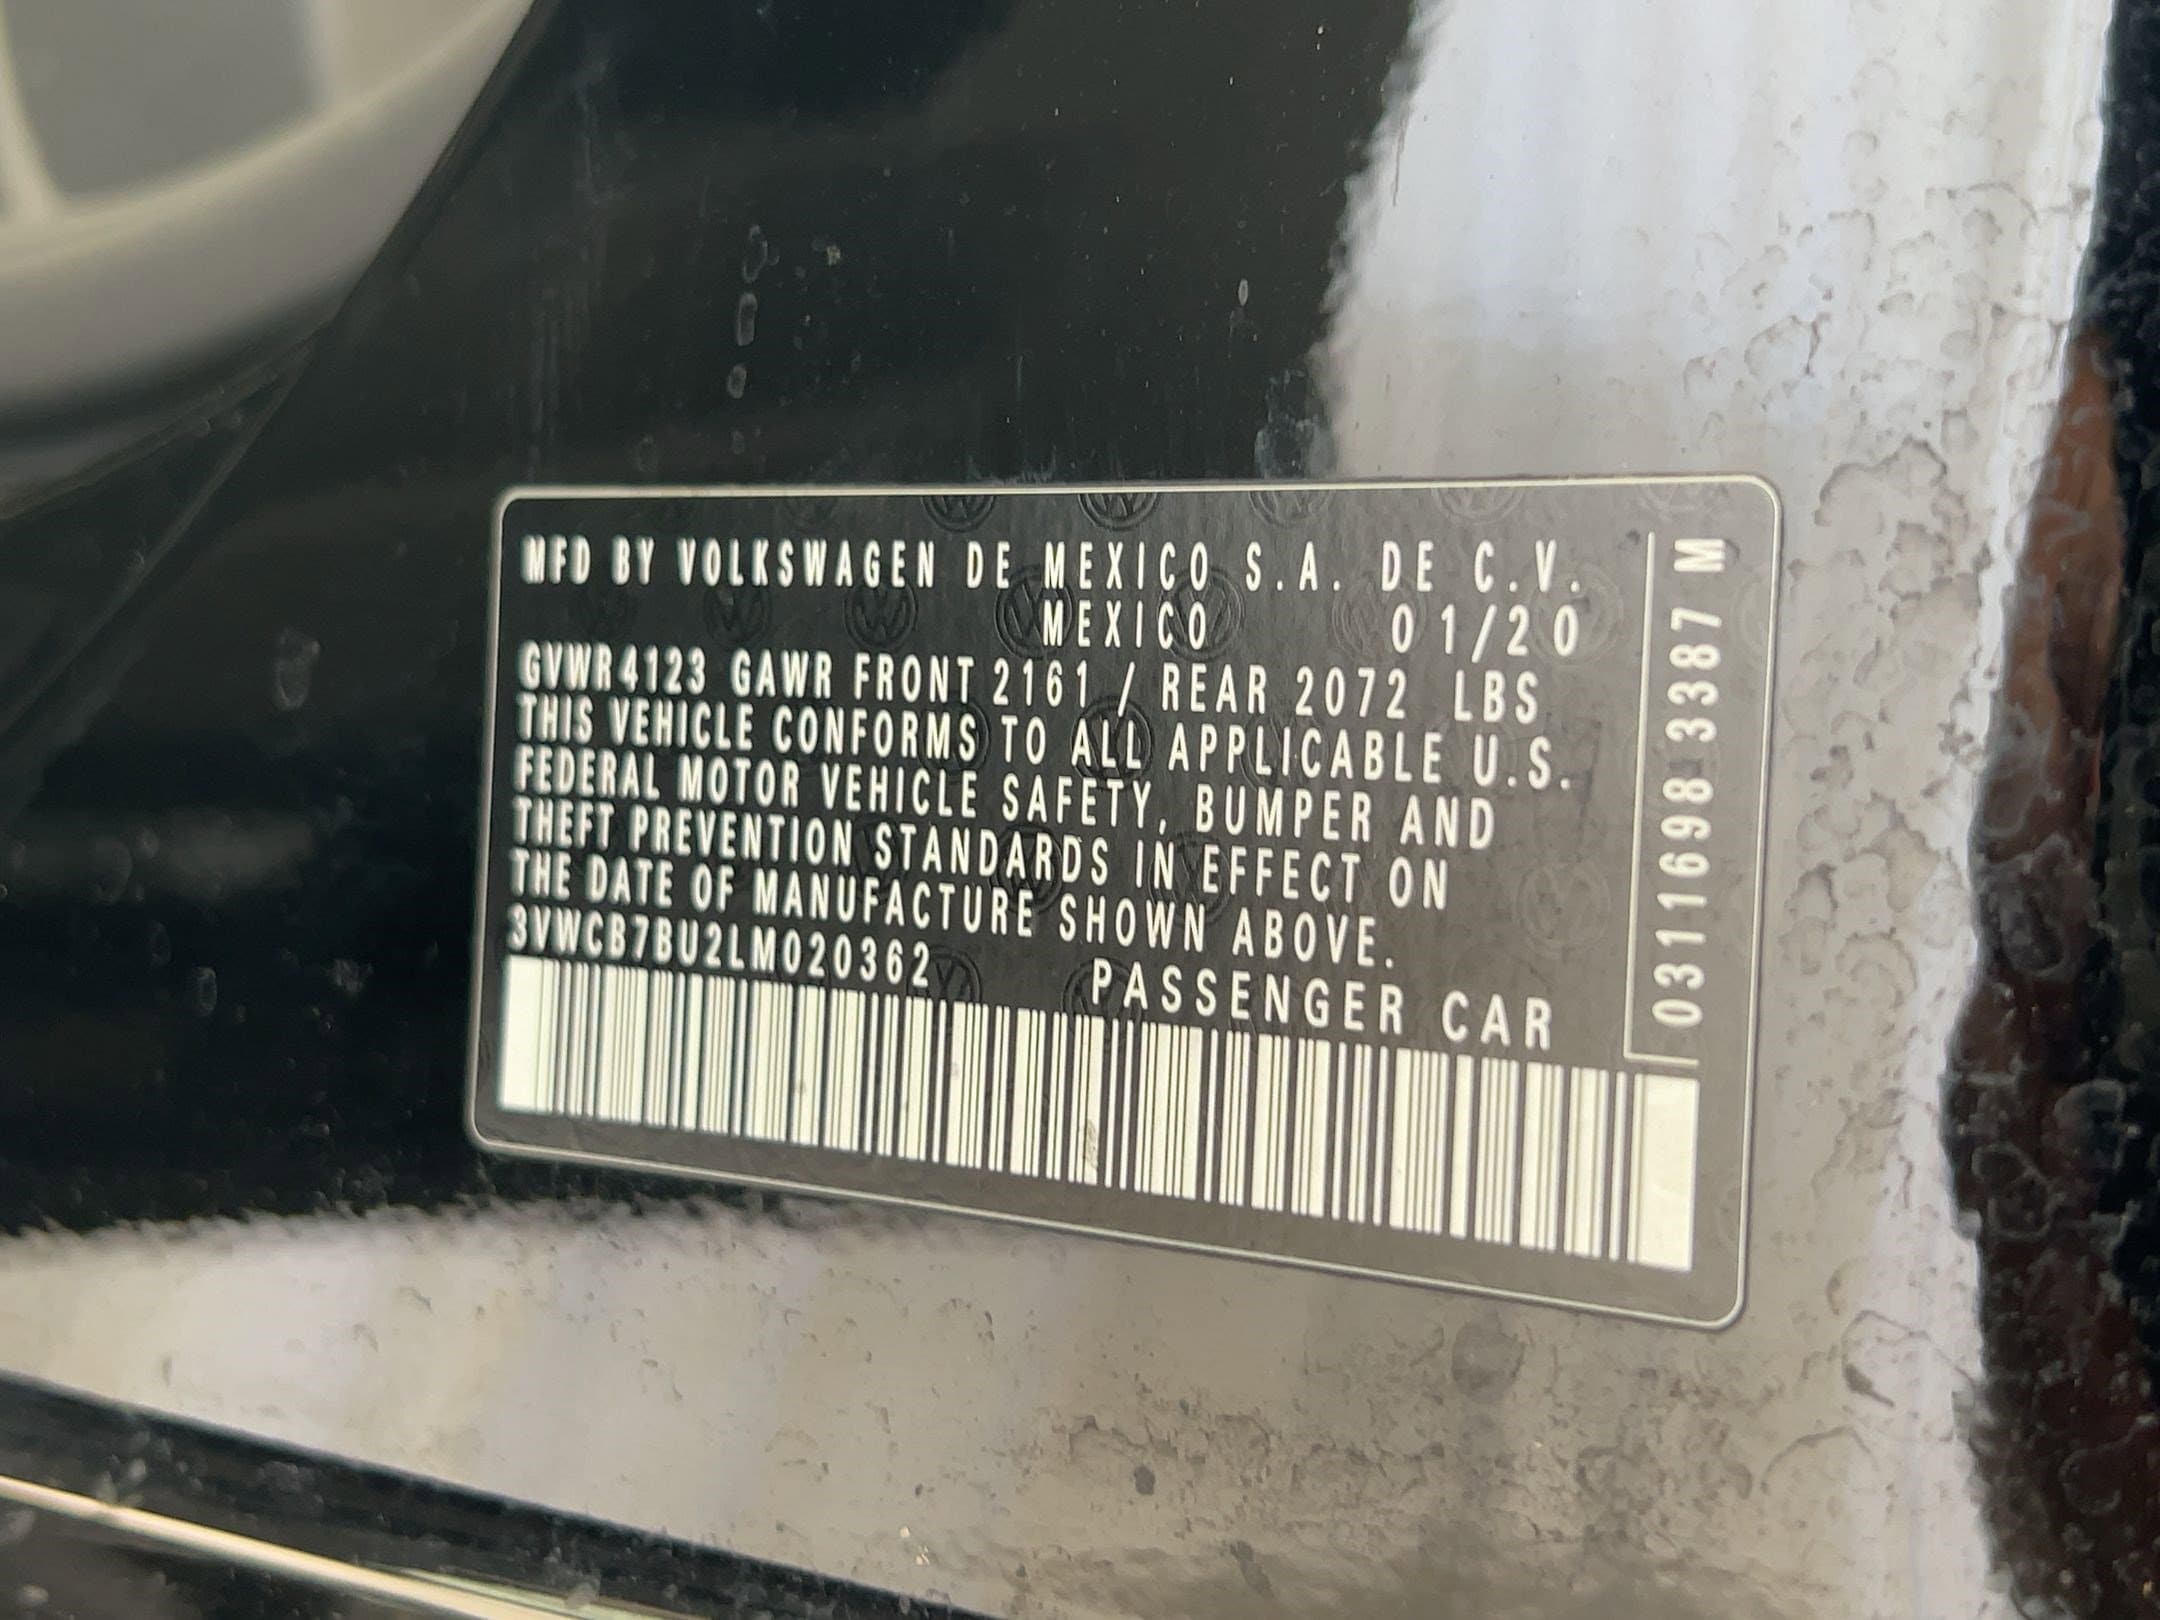 MFD BY VOLKSWAGEN DE MEXICO S.A. DE C.V.
MEXICO 01/20
GVWR 4123 GAWR FRONT 2161 / REAR 2072 LBS
THIS VEHICLE CONFORMS TO ALL APPLICABLE U.S.
FEDERAL MOTOR VEHICLE SAFETY, BUMPER AND
THEFT PREVENTION STANDARDS IN EFFECT ON
THE DATE OF MANUFACTURE SHOWN ABOVE.
3VWCB7BU2LM020362 PASSENGER CAR
0311698 3387 M